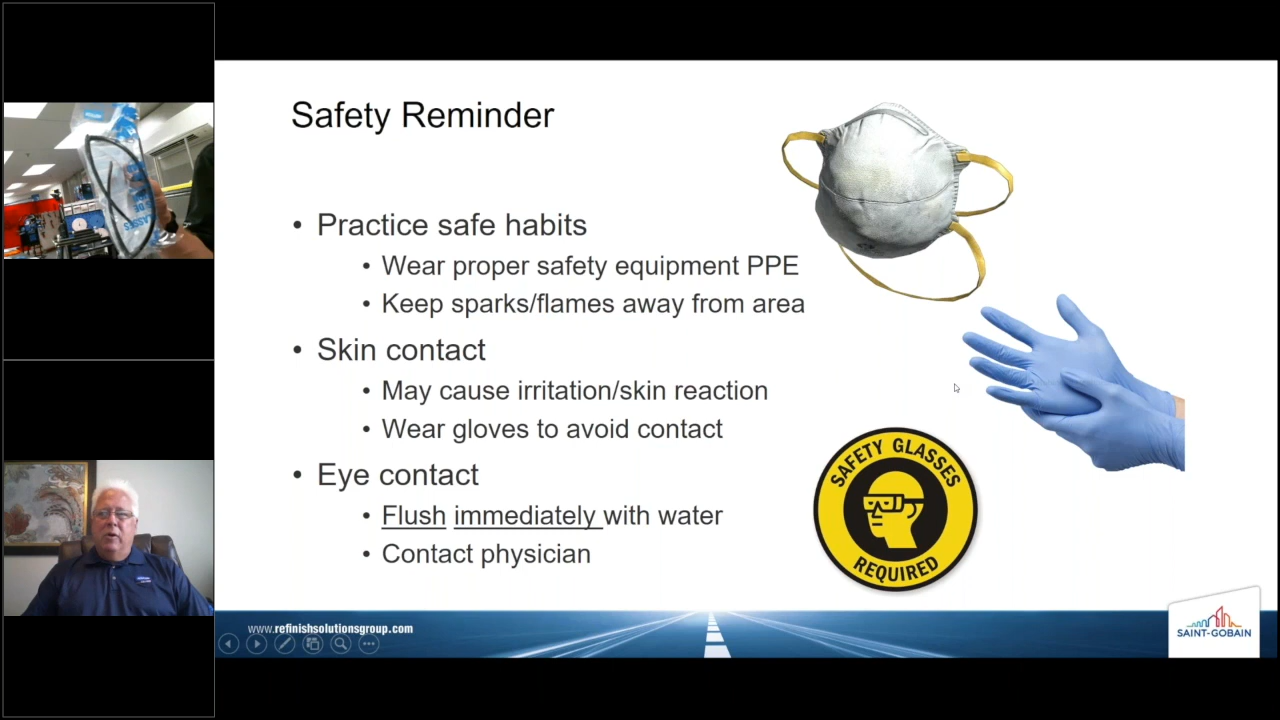 Safety Reminder
• Practice safe habits
• Wear proper safety equipment PPE
• Keep sparks/flames away from area
• Skin contact
• May cause irritation/skin reaction
• Wear gloves to avoid contact
• Eye contact
• Flush immediately with water
• Contact physician
SAFETY GLASSES
REQUIRED
www.refinishsolutionsgroup.com
SAINT-GOBAIN